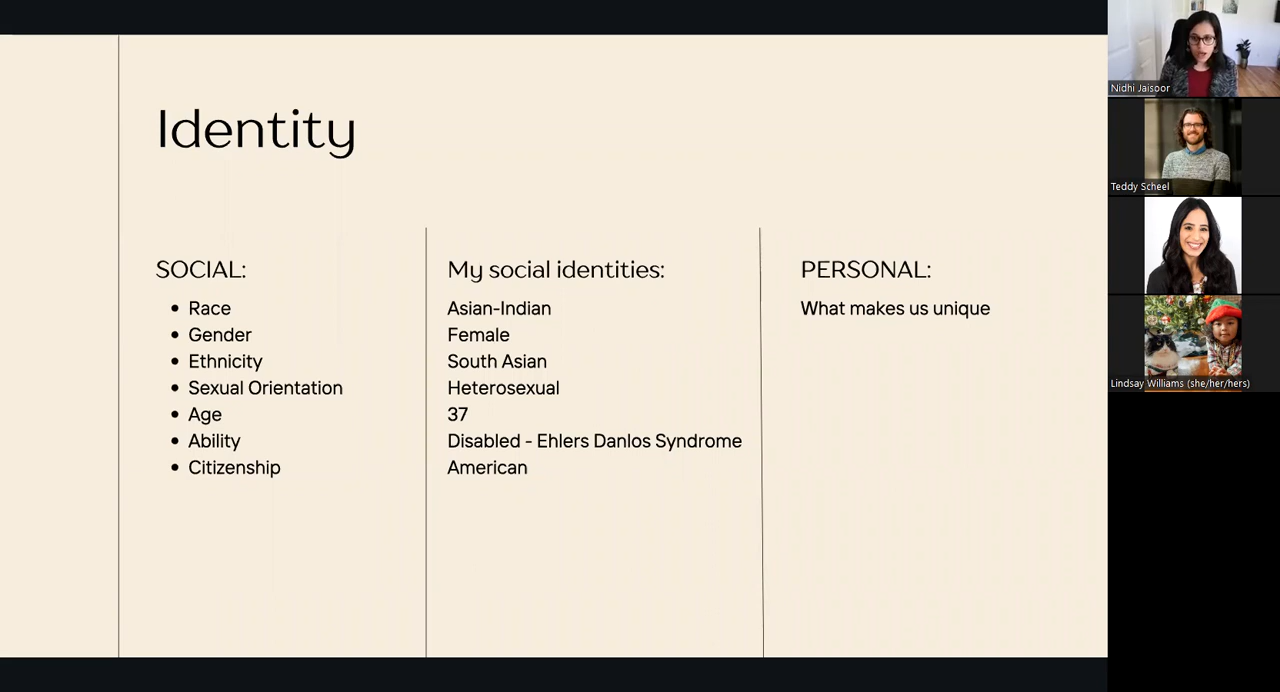 Identity
SOCIAL:
Race
Gender
Ethnicity
Sexual Orientation
Age
Ability
Citizenship
My social identities:
Asian-Indian
Female
South Asian
Heterosexual
37
Disabled - Ehlers Danlos Syndrome
American
PERSONAL:
What makes us unique
Nidhi Jaisoor
Teddy Scheel
Lindsay Williams (she/her/hers)